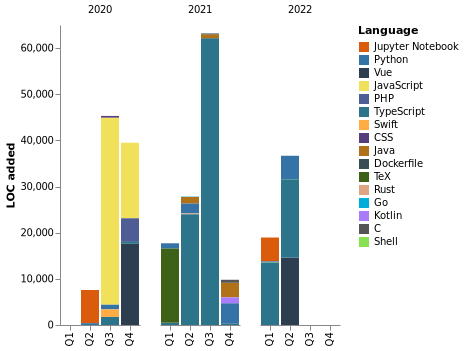 2020 2021 2022
LOC added
60,000
50,000
40,000
30,000
20,000
10,000
0
Q1 Q2 Q3 Q4 Q1 Q2 Q3 Q4 Q1 Q2 Q3 Q4
Language
Jupyter Notebook
Python
Vue
JavaScript
PHP
TypeScript
Swift
CSS
Java
Dockerfile
TeX
Rust
Go
Kotlin
C
Shell